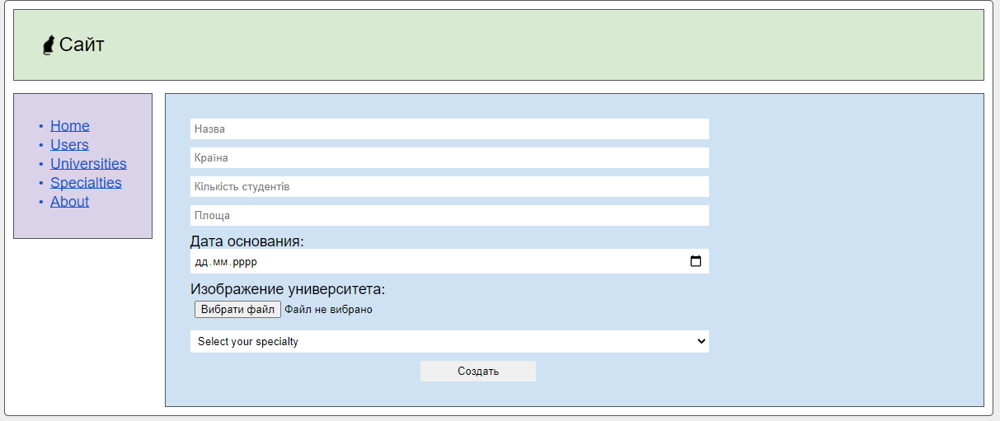 Сайт
Home
Users
Universities
Specialties
About
Назва
Країна
Кількість студентів
Площа
Дата основания:
дд.мм.рррр
Изображение университета:
Вибрати файл Файл не вибрано
Select your specialty
Создать